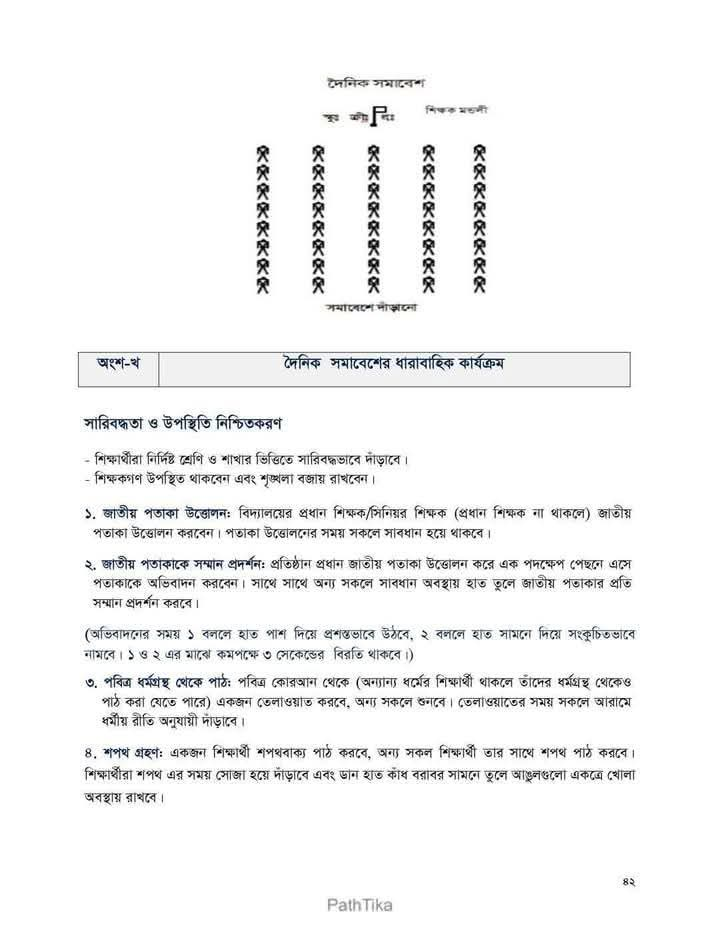 দৈনিক সমাবেশ
শিক্ষক মন্ডলী
সমাবেশে দাঁড়ানো
অংশ-খ
দৈনিক সমাবেশের ধারাবাহিক কার্যক্রম
সারিবদ্ধতা ও উপস্থিতি নিশ্চিতকরণ
- শিক্ষার্থীরা নির্দিষ্ট শ্রেণি ও শাখার ভিত্তিতে সারিবদ্ধভাবে দাঁড়াবে।
- শিক্ষকগণ উপস্থিত থাকবেন এবং শৃঙ্খলা বজায় রাখবেন।
১. জাতীয় পতাকা উত্তোলন: বিদ্যালয়ের প্রধান শিক্ষক/সিনিয়র শিক্ষক (প্রধান শিক্ষক না থাকলে) জাতীয়
পতাকা উত্তোলন করবেন। পতাকা উত্তোলনের সময় সকলে সাবধান হয়ে থাকবে।
২. জাতীয় পতাকাকে সম্মান প্রদর্শন: প্রতিষ্ঠান প্রধান জাতীয় পতাকা উত্তোলন করে এক পদক্ষেপ পেছনে এসে
পতাকাকে অভিবাদন করবেন। সাথে সাথে অন্য সকলে সাবধান অবস্থায় হাত তুলে জাতীয় পতাকার প্রতি
সম্মান প্রদর্শন করবে।
(অভিবাদনের সময় ১ বললে হাত পাশ দিয়ে প্রশস্তভাবে উঠবে, ২ বললে হাত সামনে দিয়ে সংকুচিতভাবে
নামবে। ১ ও ২ এর মাঝে কমপক্ষে ৩ সেকেন্ডের বিরতি থাকবে।)
৩. পবিত্র ধর্মগ্রন্থ থেকে পাঠ: পবিত্র কোরআন থেকে (অন্যান্য ধর্মের শিক্ষার্থী থাকলে তাঁদের ধর্মগ্রন্থ থেকেও
পাঠ করা যেতে পারে) একজন তেলাওয়াত করবে, অন্য সকলে শুনবে। তেলাওয়াতের সময় সকলে আরামে
ধর্মীয় রীতি অনুযায়ী দাঁড়াবে।
৪. শপথ গ্রহণ: একজন শিক্ষার্থী শপথবাক্য পাঠ করবে, অন্য সকল শিক্ষার্থী তার সাথে শপথ পাঠ করবে।
শিক্ষার্থীরা শপথ এর সময় সোজা হয়ে দাঁড়াবে এবং ডান হাত কাঁধ বরাবর সামনে তুলে আঙুলগুলো একত্রে খোলা
অবস্থায় রাখবে।
৪২
PathTika